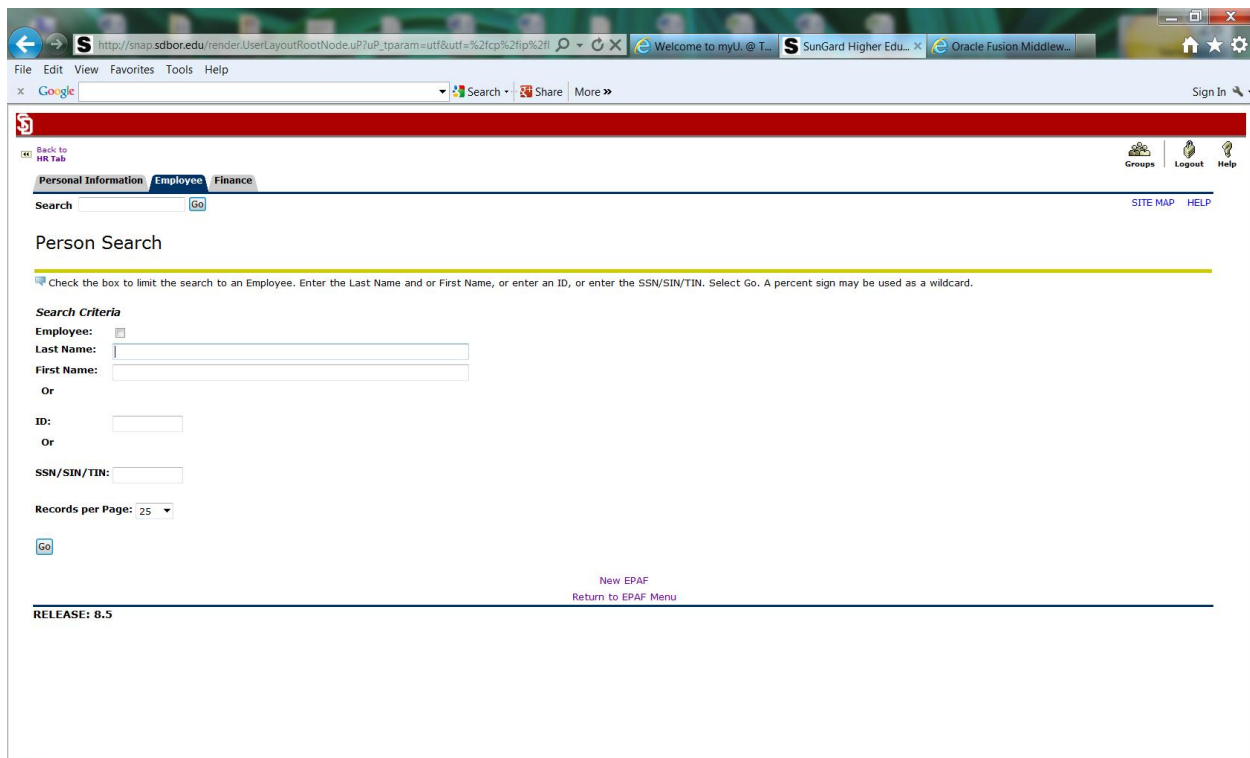 http://snap.sdbor.edu/render.UserLayoutRootNode.uP?uP_tparam=utf&utf=%2fcp%2fip%2fl
Welcome to myU. @ T...
SunGard Higher Edu...
Oracle Fusion Middlew...
File Edit View Favorites Tools Help
x Google Search Share More » Sign In
Back to
HR Tab
Groups Logout Help
Personal Information Employee Finance
Search Go SITE MAP HELP
Person Search
Check the box to limit the search to an Employee. Enter the Last Name and or First Name, or enter an ID, or enter the SSN/SIN/TIN. Select Go. A percent sign may be used as a wildcard.
Search Criteria
Employee:
Last Name:
First Name:
Or
ID:
Or
SSN/SIN/TIN:
Records per Page: 25
Go
New EPAF
Return to EPAF Menu
RELEASE: 8.5